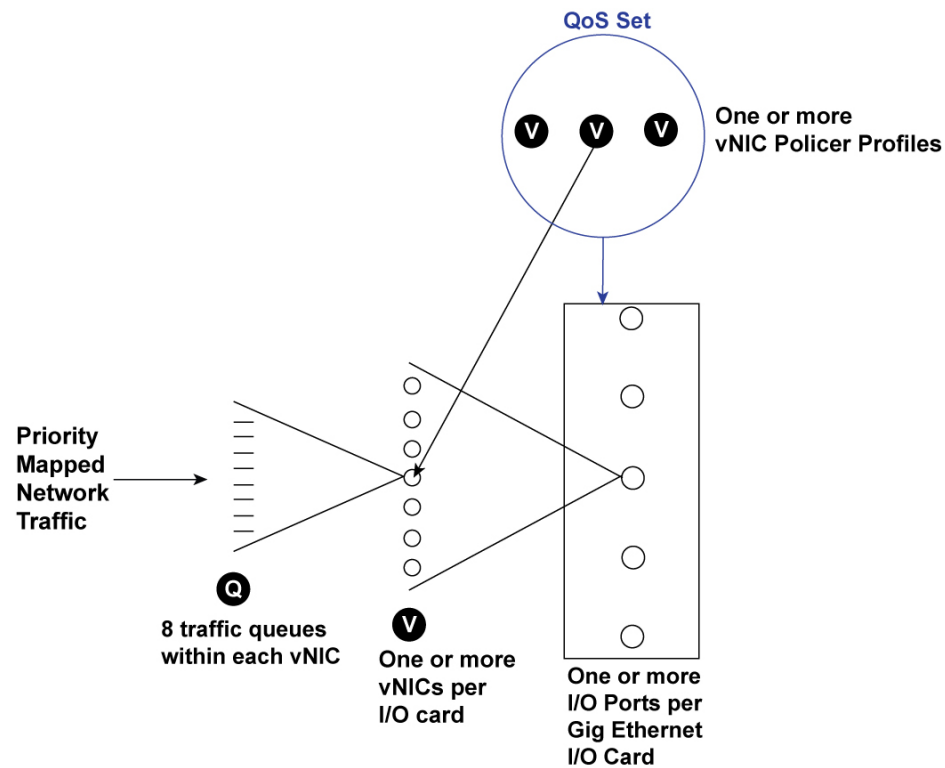 QoS Set
V V V
One or more
vNIC Policer Profiles
Priority
Mapped
Network
Traffic
Q
8 traffic queues
within each vNIC
V
One or more
vNICs per
I/O card
One or more
I/O Ports per
Gig Ethernet
I/O Card